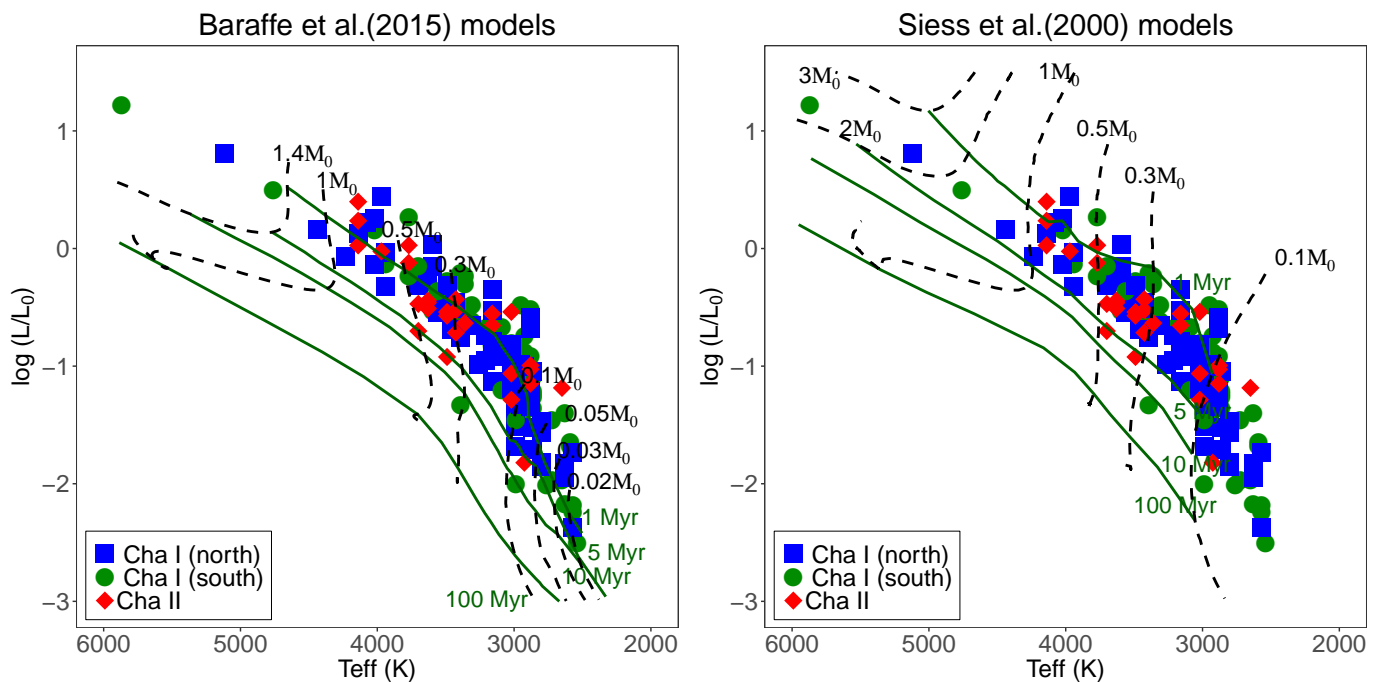 Baraffe et al.(2015) models
log (L/L0)
1
0
−1
−2
−3
1.4M0
1M0
0.5M0
0.3M0
0.1M0
0.05M0
0.03M0
0.02M0
1 Myr
5 Myr
10 Myr
100 Myr
Cha I (north)
Cha I (south)
Cha II
6000 5000 4000 3000 2000
Teff (K)
Siess et al.(2000) models
log (L/L0)
1
0
−1
−2
−3
3M0
1M0
2M0
0.5M0
0.3M0
0.1M0
1 Myr
5 Myr
10 Myr
100 Myr
Cha I (north)
Cha I (south)
Cha II
6000 5000 4000 3000 2000
Teff (K)